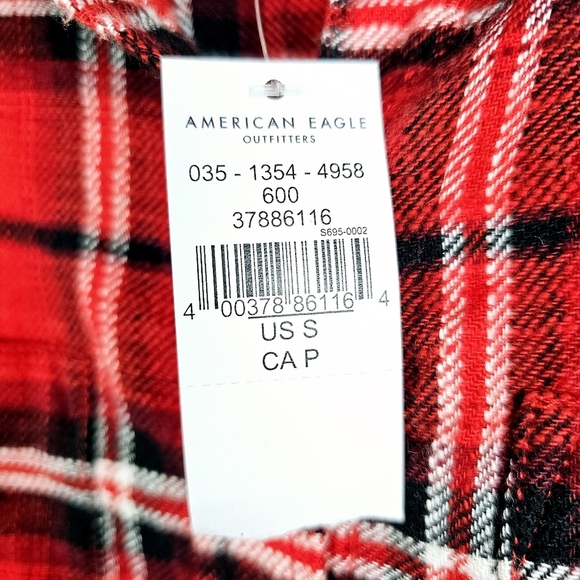 AMERICAN EAGLE
OUTFITTERS
035 - 1354 - 4958
600
37886116
S695-0002
4 00378 86116 4
US S
CA P